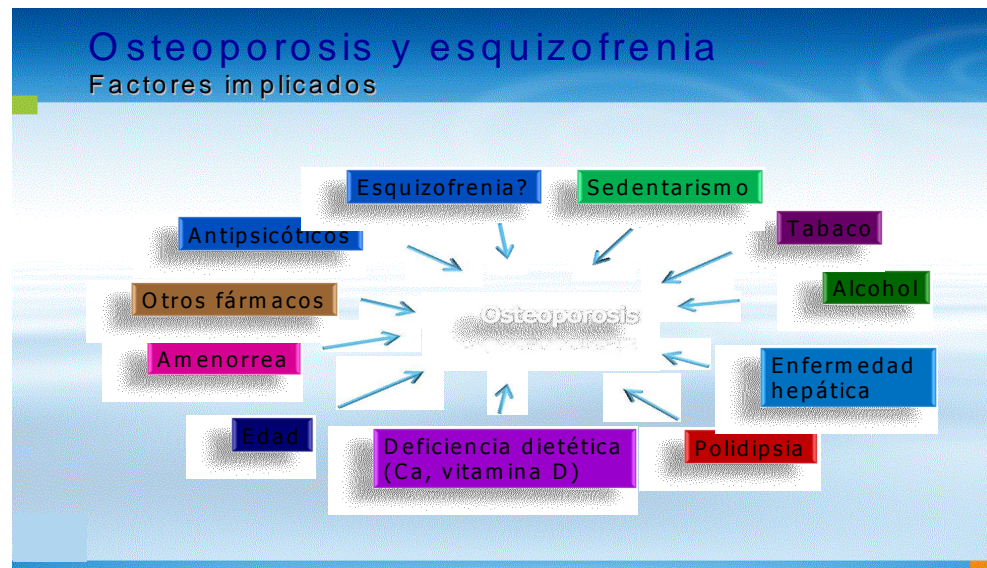 Osteoporosis y esquizofrenia
Factores implicados
Esquizofrenia?
Sedentarismo
Antipsicóticos
Tabaco
Otros fármacos
Alcohol
Osteoporosis
Amenorrea
Enfermedad
hepática
Edad
Deficiencia dietética
(Ca, vitamina D)
Polidipsia